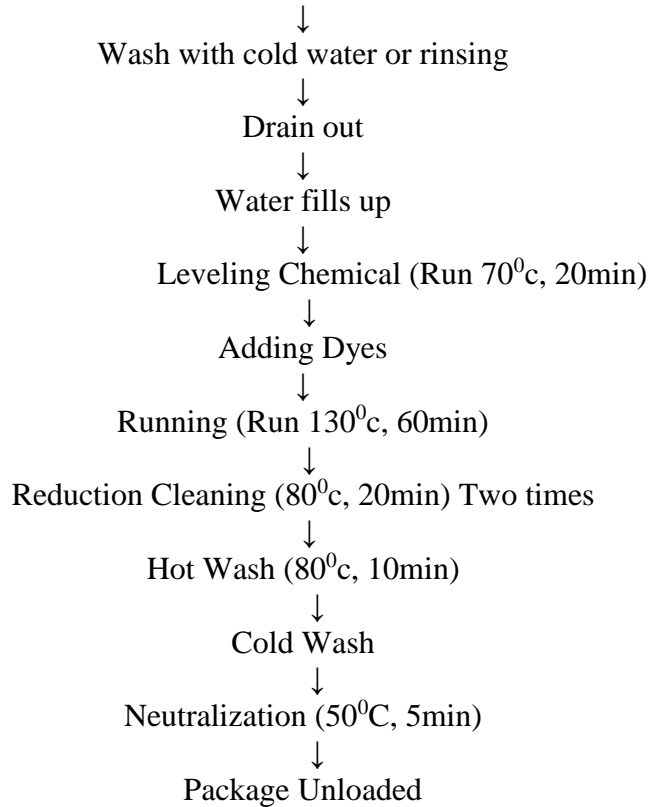 ↓
Wash with cold water or rinsing
↓
Drain out
↓
Water fills up
↓
Leveling Chemical (Run 70⁰c, 20min)
↓
Adding Dyes
↓
Running (Run 130⁰c, 60min)
↓
Reduction Cleaning (80⁰c, 20min) Two times
↓
Hot Wash (80⁰c, 10min)
↓
Cold Wash
↓
Neutralization (50⁰C, 5min)
↓
Package Unloaded